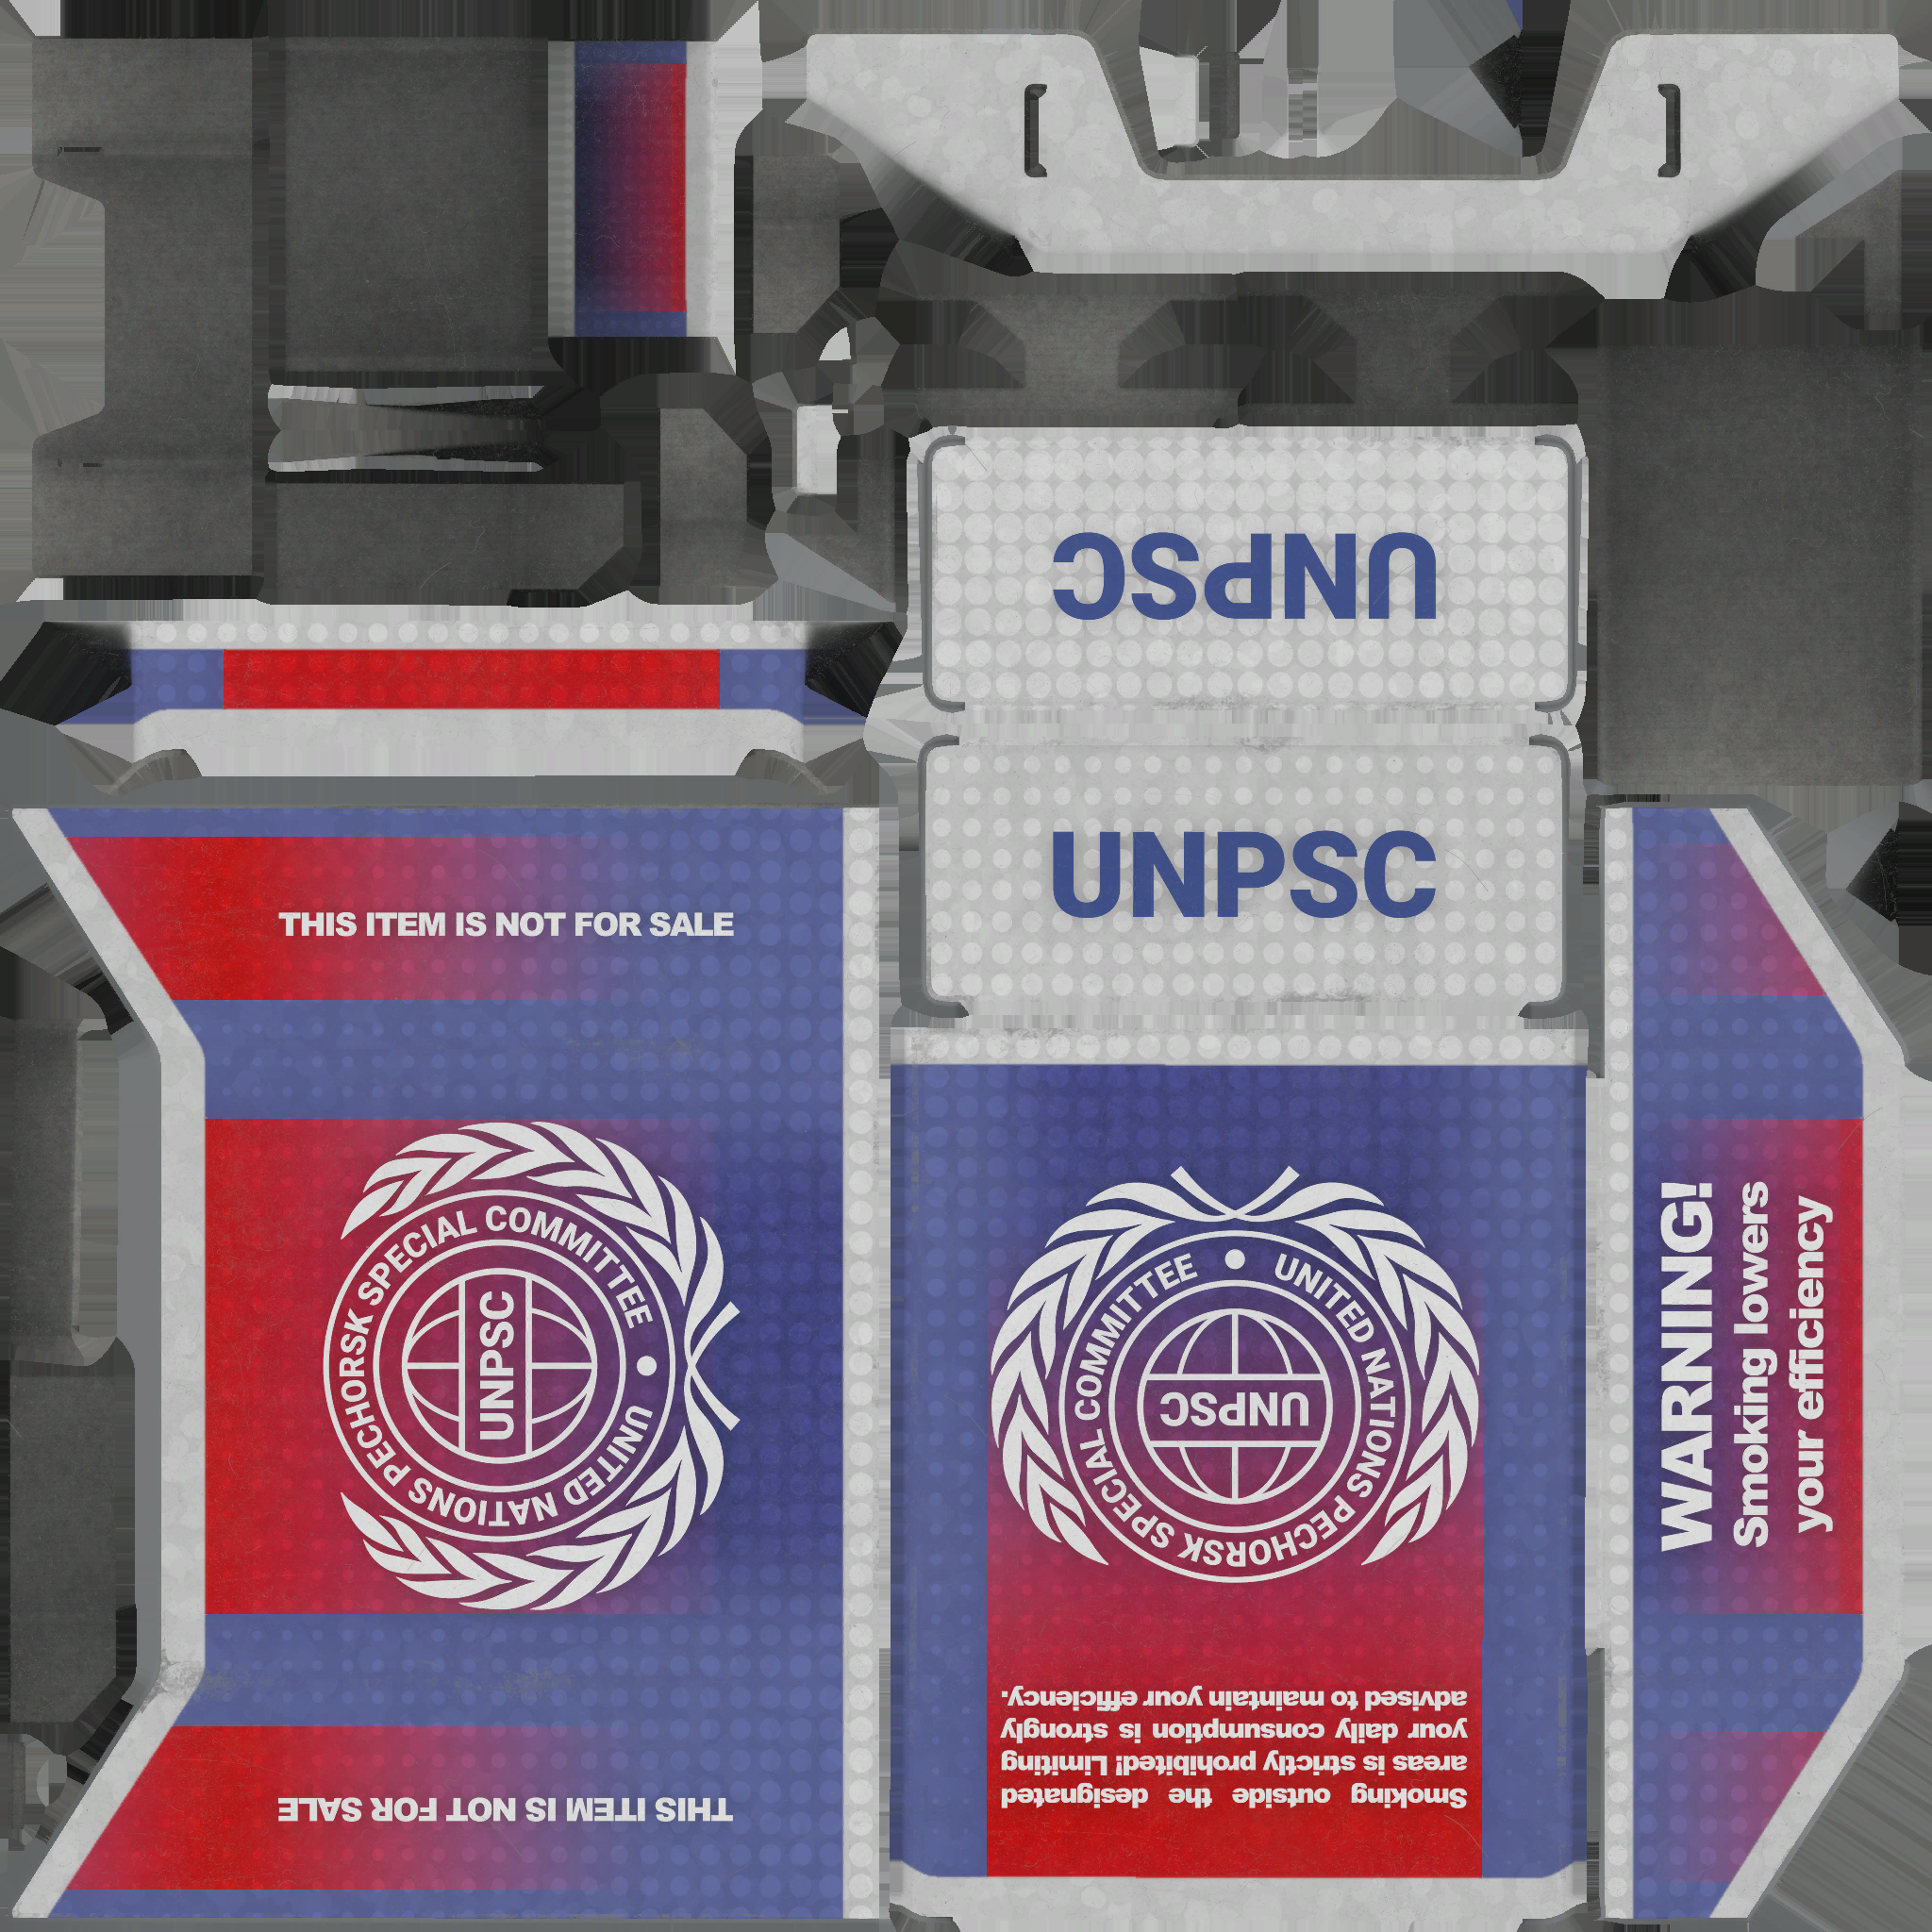 UNPSC
UNPSC
THIS ITEM IS NOT FOR SALE
UNITED NATIONS PECHORSK SPECIAL COMMITTEE
UNPSC
THIS ITEM IS NOT FOR SALE
UNITED NATIONS PECHORSK SPECIAL COMMITTEE
UNPSC
Smoking outside the designated
areas is strictly prohibited! Limiting
your daily consumption is strongly
advised to maintain your efficiency.
WARNING!
Smoking lowers
your efficiency